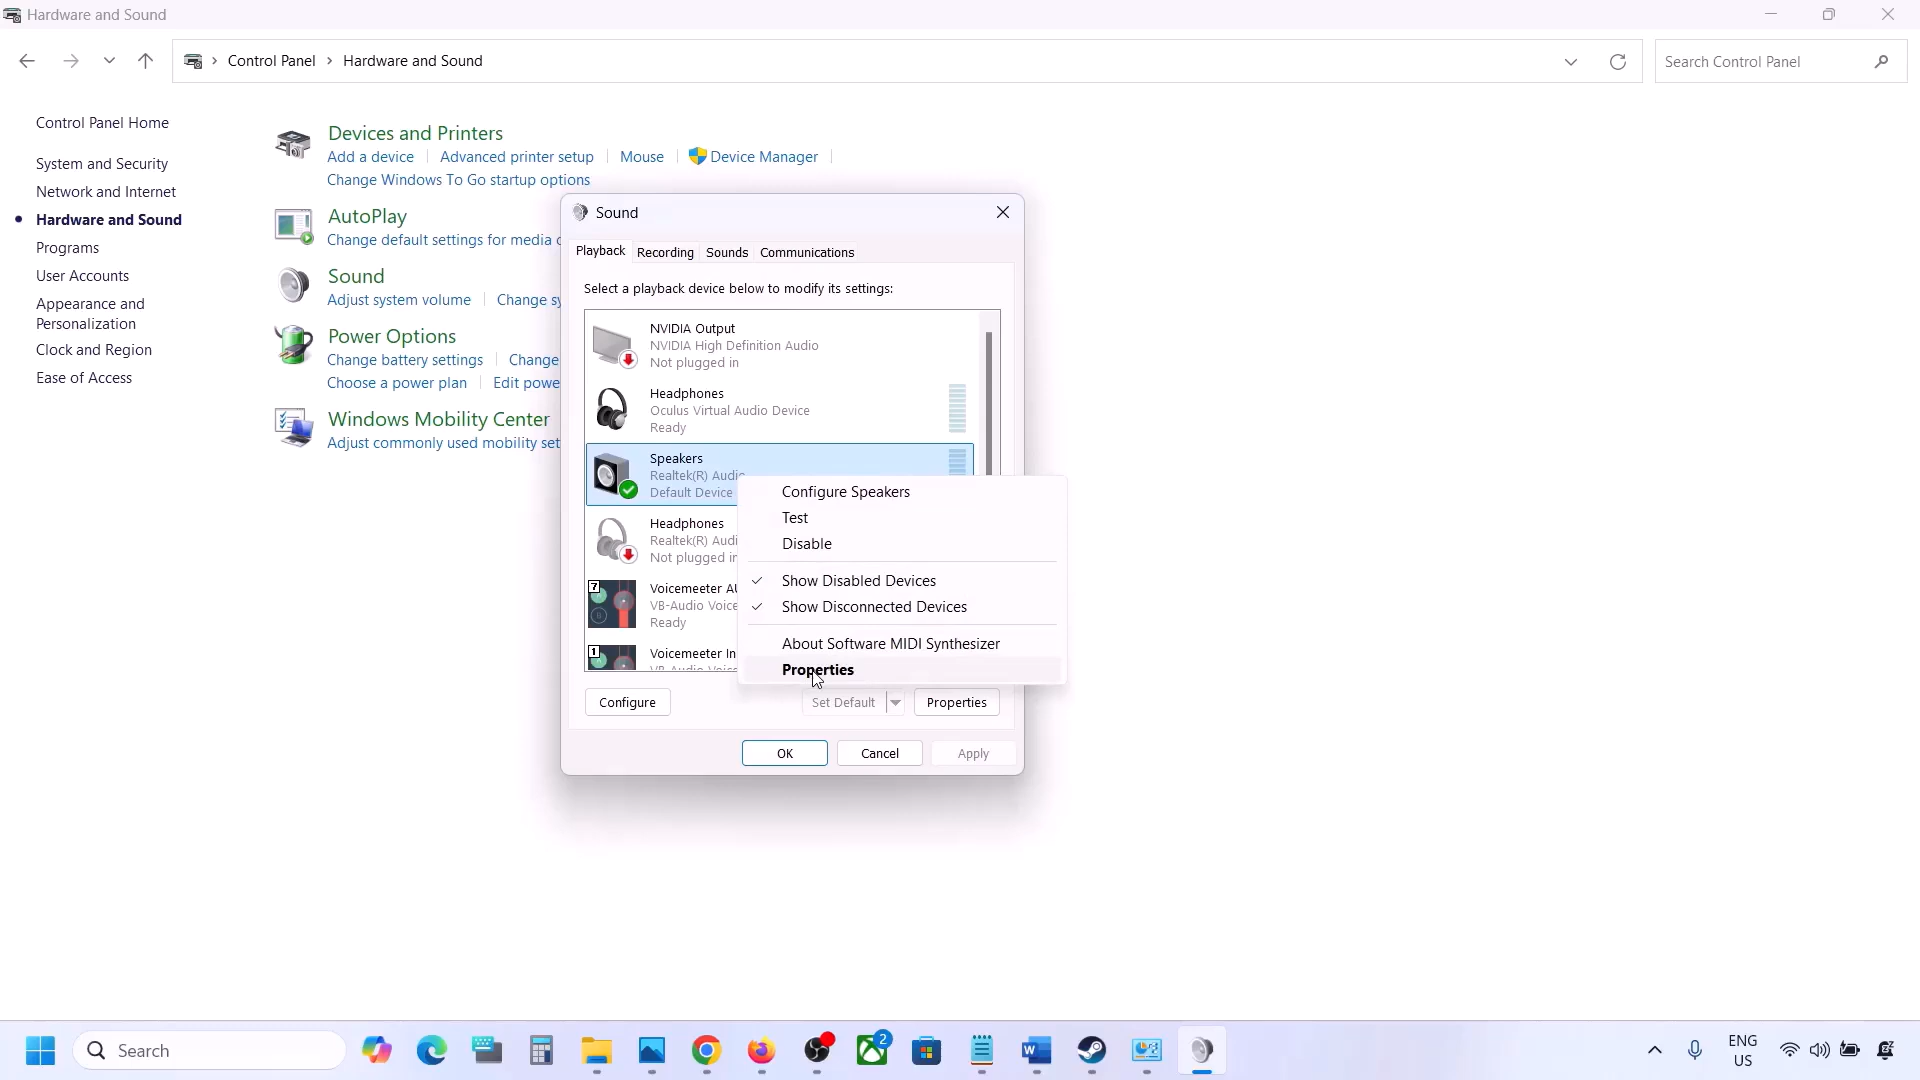 Hardware and Sound
Control Panel
Hardware and Sound
Search Control Panel
Control Panel Home
System and Security
Network and Internet
Hardware and Sound
Programs
User Accounts
Appearance and
Personalization
Clock and Region
Ease of Access
Devices and Printers
Add a device
Advanced printer setup
Mouse
Device Manager
Change Windows To Go startup options
AutoPlay
Change default settings for media
Sound
Adjust system volume
Change
Power Options
Change battery settings
Change
Choose a power plan
Edit
Windows Mobility Center
Adjust commonly used mobility
Sound
Playback
Recording
Sounds
Communications
Select a playback device below to modify its settings:
NVIDIA Output
NVIDIA High Definition Audio
Not plugged in
Headphones
Oculus Virtual Audio Device
Ready
Speakers
Realtek(R) Audio
Default Device
Headphones
Realtek(R)
Not plugged in
7
Voicemeeter
VB-Audio
Ready
1
Voicemeeter
VB-Audio
Configure Speakers
Test
Disable
Show Disabled Devices
Show Disconnected Devices
About Software MIDI Synthesizer
Properties
Configure
Set Default
Properties
OK
Cancel
Apply
Search
2
ENG
US